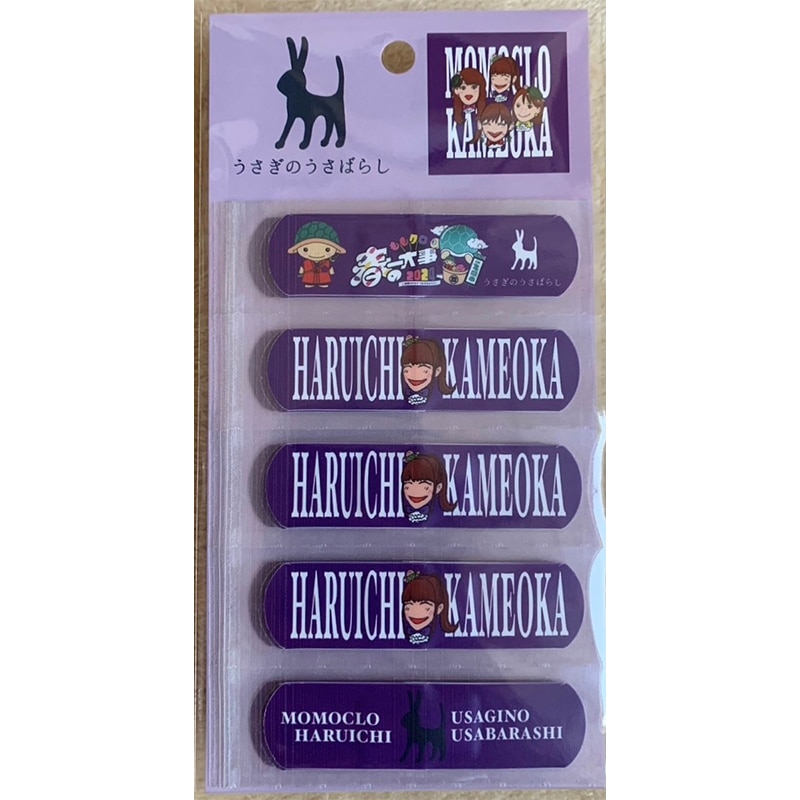 うさぎのうさばらし
MOMOCLO
KAMEOKA
ももクロの
春の一大事
2021
うさぎのうさばらし
HARUICHI KAMEOKA
HARUICHI KAMEOKA
HARUICHI KAMEOKA
MOMOCLO
HARUICHI
USAGINO
USABARASHI